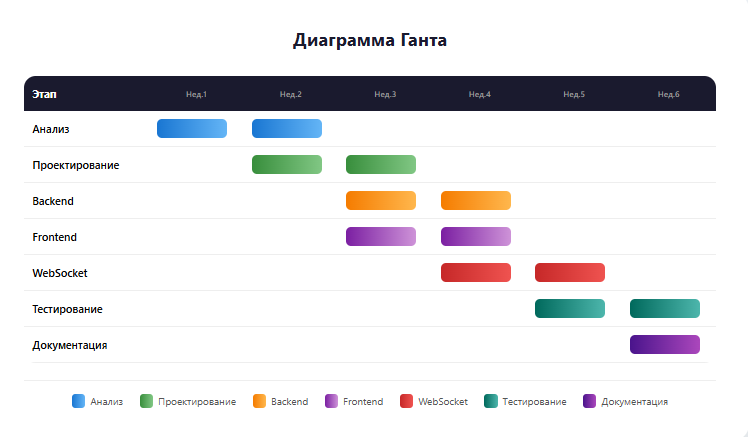 Диаграмма Ганта
Этап Нед.1 Нед.2 Нед.3 Нед.4 Нед.5 Нед.6
Анализ
Проектирование
Backend
Frontend
WebSocket
Тестирование
Документация
Анализ Проектирование Backend Frontend WebSocket Тестирование Документация